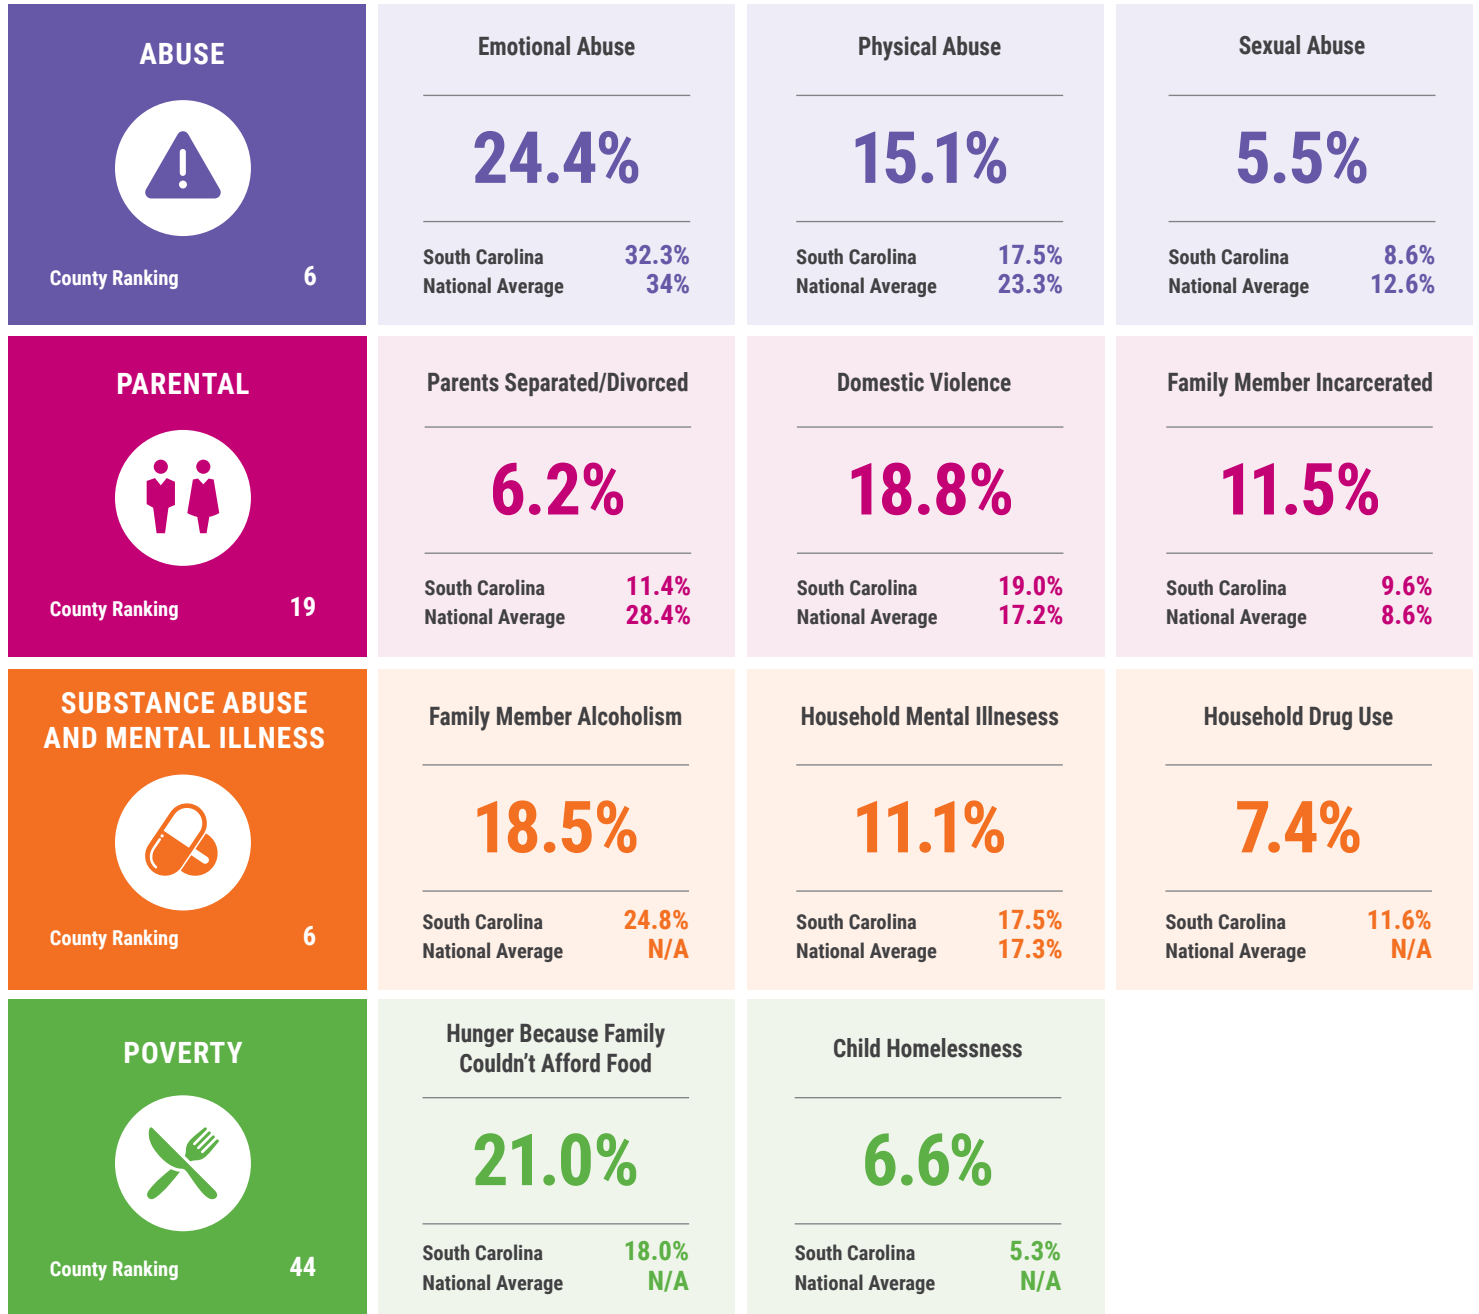 ABUSE
County Ranking 6
Emotional Abuse
24.4%
South Carolina 32.3%
National Average 34%
Physical Abuse
15.1%
South Carolina 17.5%
National Average 23.3%
Sexual Abuse
5.5%
South Carolina 8.6%
National Average 12.6%
PARENTAL
County Ranking 19
Parents Separated/Divorced
6.2%
South Carolina 11.4%
National Average 28.4%
Domestic Violence
18.8%
South Carolina 19.0%
National Average 17.2%
Family Member Incarcerated
11.5%
South Carolina 9.6%
National Average 8.6%
SUBSTANCE ABUSE
AND MENTAL ILLNESS
County Ranking 6
Family Member Alcoholism
18.5%
South Carolina 24.8%
National Average N/A
Household Mental Illnesess
11.1%
South Carolina 17.5%
National Average 17.3%
Household Drug Use
7.4%
South Carolina 11.6%
National Average N/A
POVERTY
County Ranking 44
Hunger Because Family
Couldn’t Afford Food
21.0%
South Carolina 18.0%
National Average N/A
Child Homelessness
6.6%
South Carolina 5.3%
National Average N/A